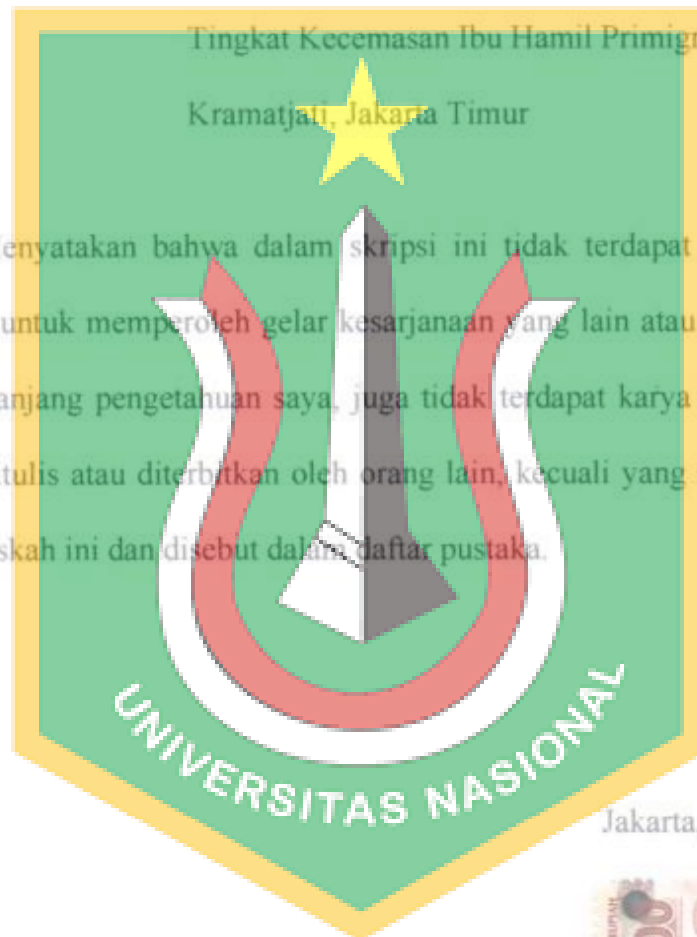 Tingkat Kecemasan Ibu Hamil
Kramatjati, Jakarta Timur
enyatakan bahwa dalam skripsi ini tidak terdapat
untuk memperoleh gelar kesarjanaan yang lain atau
anjang pengetahuan saya, juga tidak terdapat karya
tulis atau diterbitkan oleh orang lain, kecuali yang
skah ini dan disebut dalam daftar pustaka.
UNIVERSITAS NASIONAL
Jakarta,